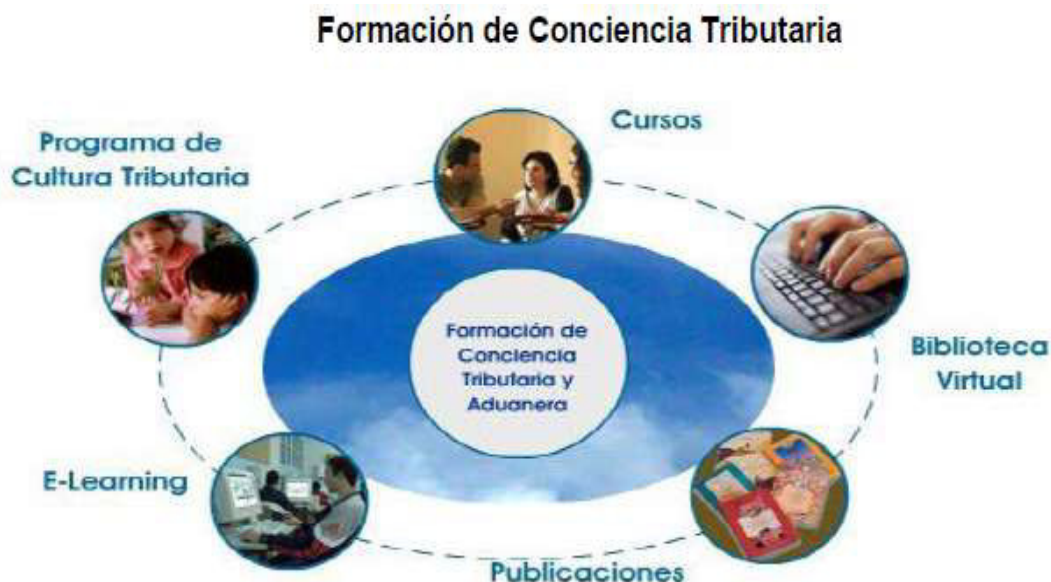 Formación de Conciencia Tributaria
Cursos
Programa de
Cultura Tributaria
Formación de
Conciencia
Tributaria y
Aduanera
Biblioteca
Virtual
E-Learning
Publicaciones